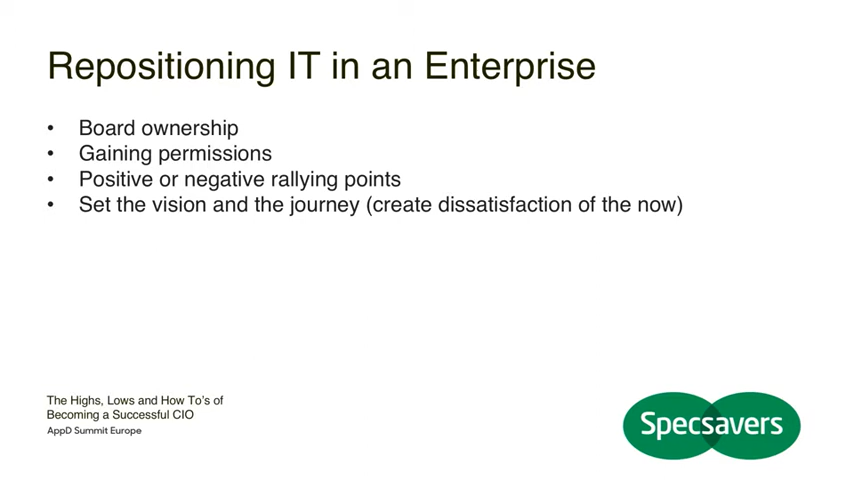 Repositioning IT in an Enterprise
• Board ownership
• Gaining permissions
• Positive or negative rallying points
• Set the vision and the journey (create dissatisfaction of the now)
The Highs, Lows and How To's of
Becoming a Successful CIO
AppD Summit Europe
Specsavers